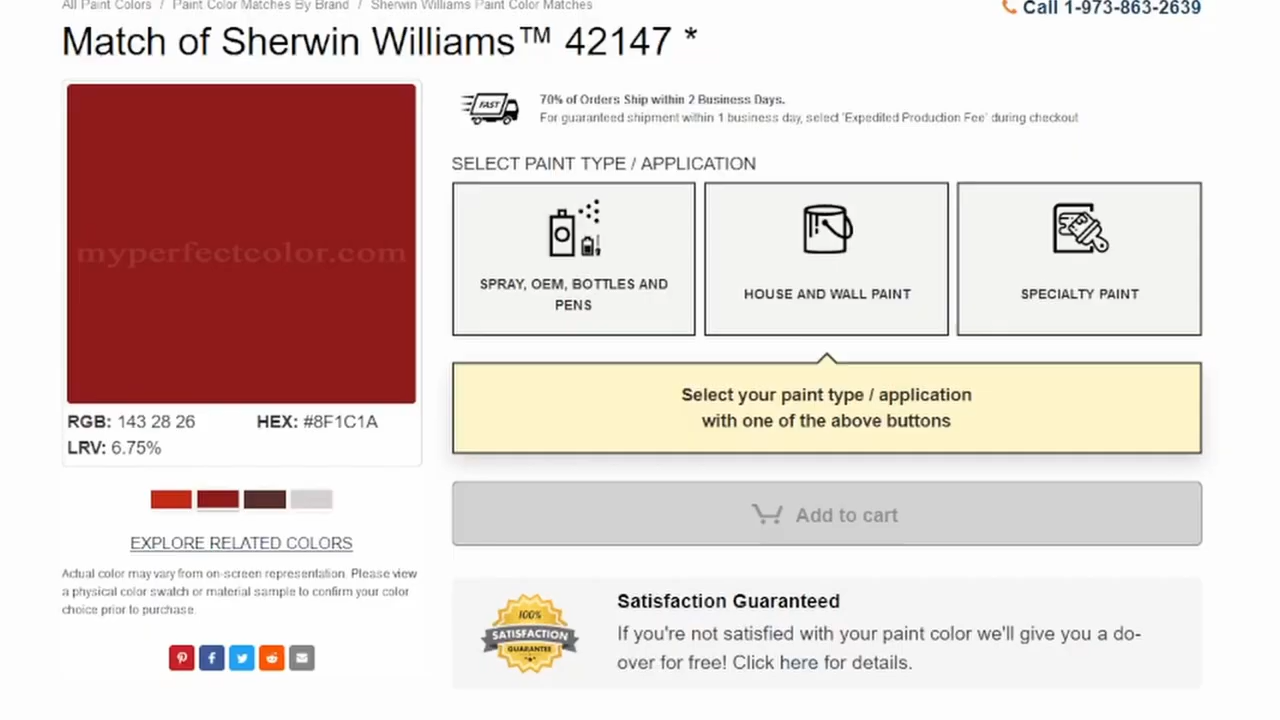 All Paint Colors / Paint Color Matches By Brand / Sherwin Williams Paint Color Matches
Call 1-973-863-2639
Match of Sherwin Williams™ 42147 *
myperfectcolor.com
RGB: 143 28 26 HEX: #8F1C1A
LRV: 6.75%
EXPLORE RELATED COLORS
Actual color may vary from on-screen representation. Please view
a physical color swatch or material sample to confirm your color
choice prior to purchase.
FAST
70% of Orders Ship within 2 Business Days.
For guaranteed shipment within 1 business day, select 'Expedited Production Fee' during checkout
SELECT PAINT TYPE / APPLICATION
SPRAY, OEM, BOTTLES AND
PENS
HOUSE AND WALL PAINT
SPECIALTY PAINT
Select your paint type / application
with one of the above buttons
Add to cart
100%
SATISFACTION
GUARANTEE
Satisfaction Guaranteed
If you're not satisfied with your paint color we'll give you a do-
over for free! Click here for details.